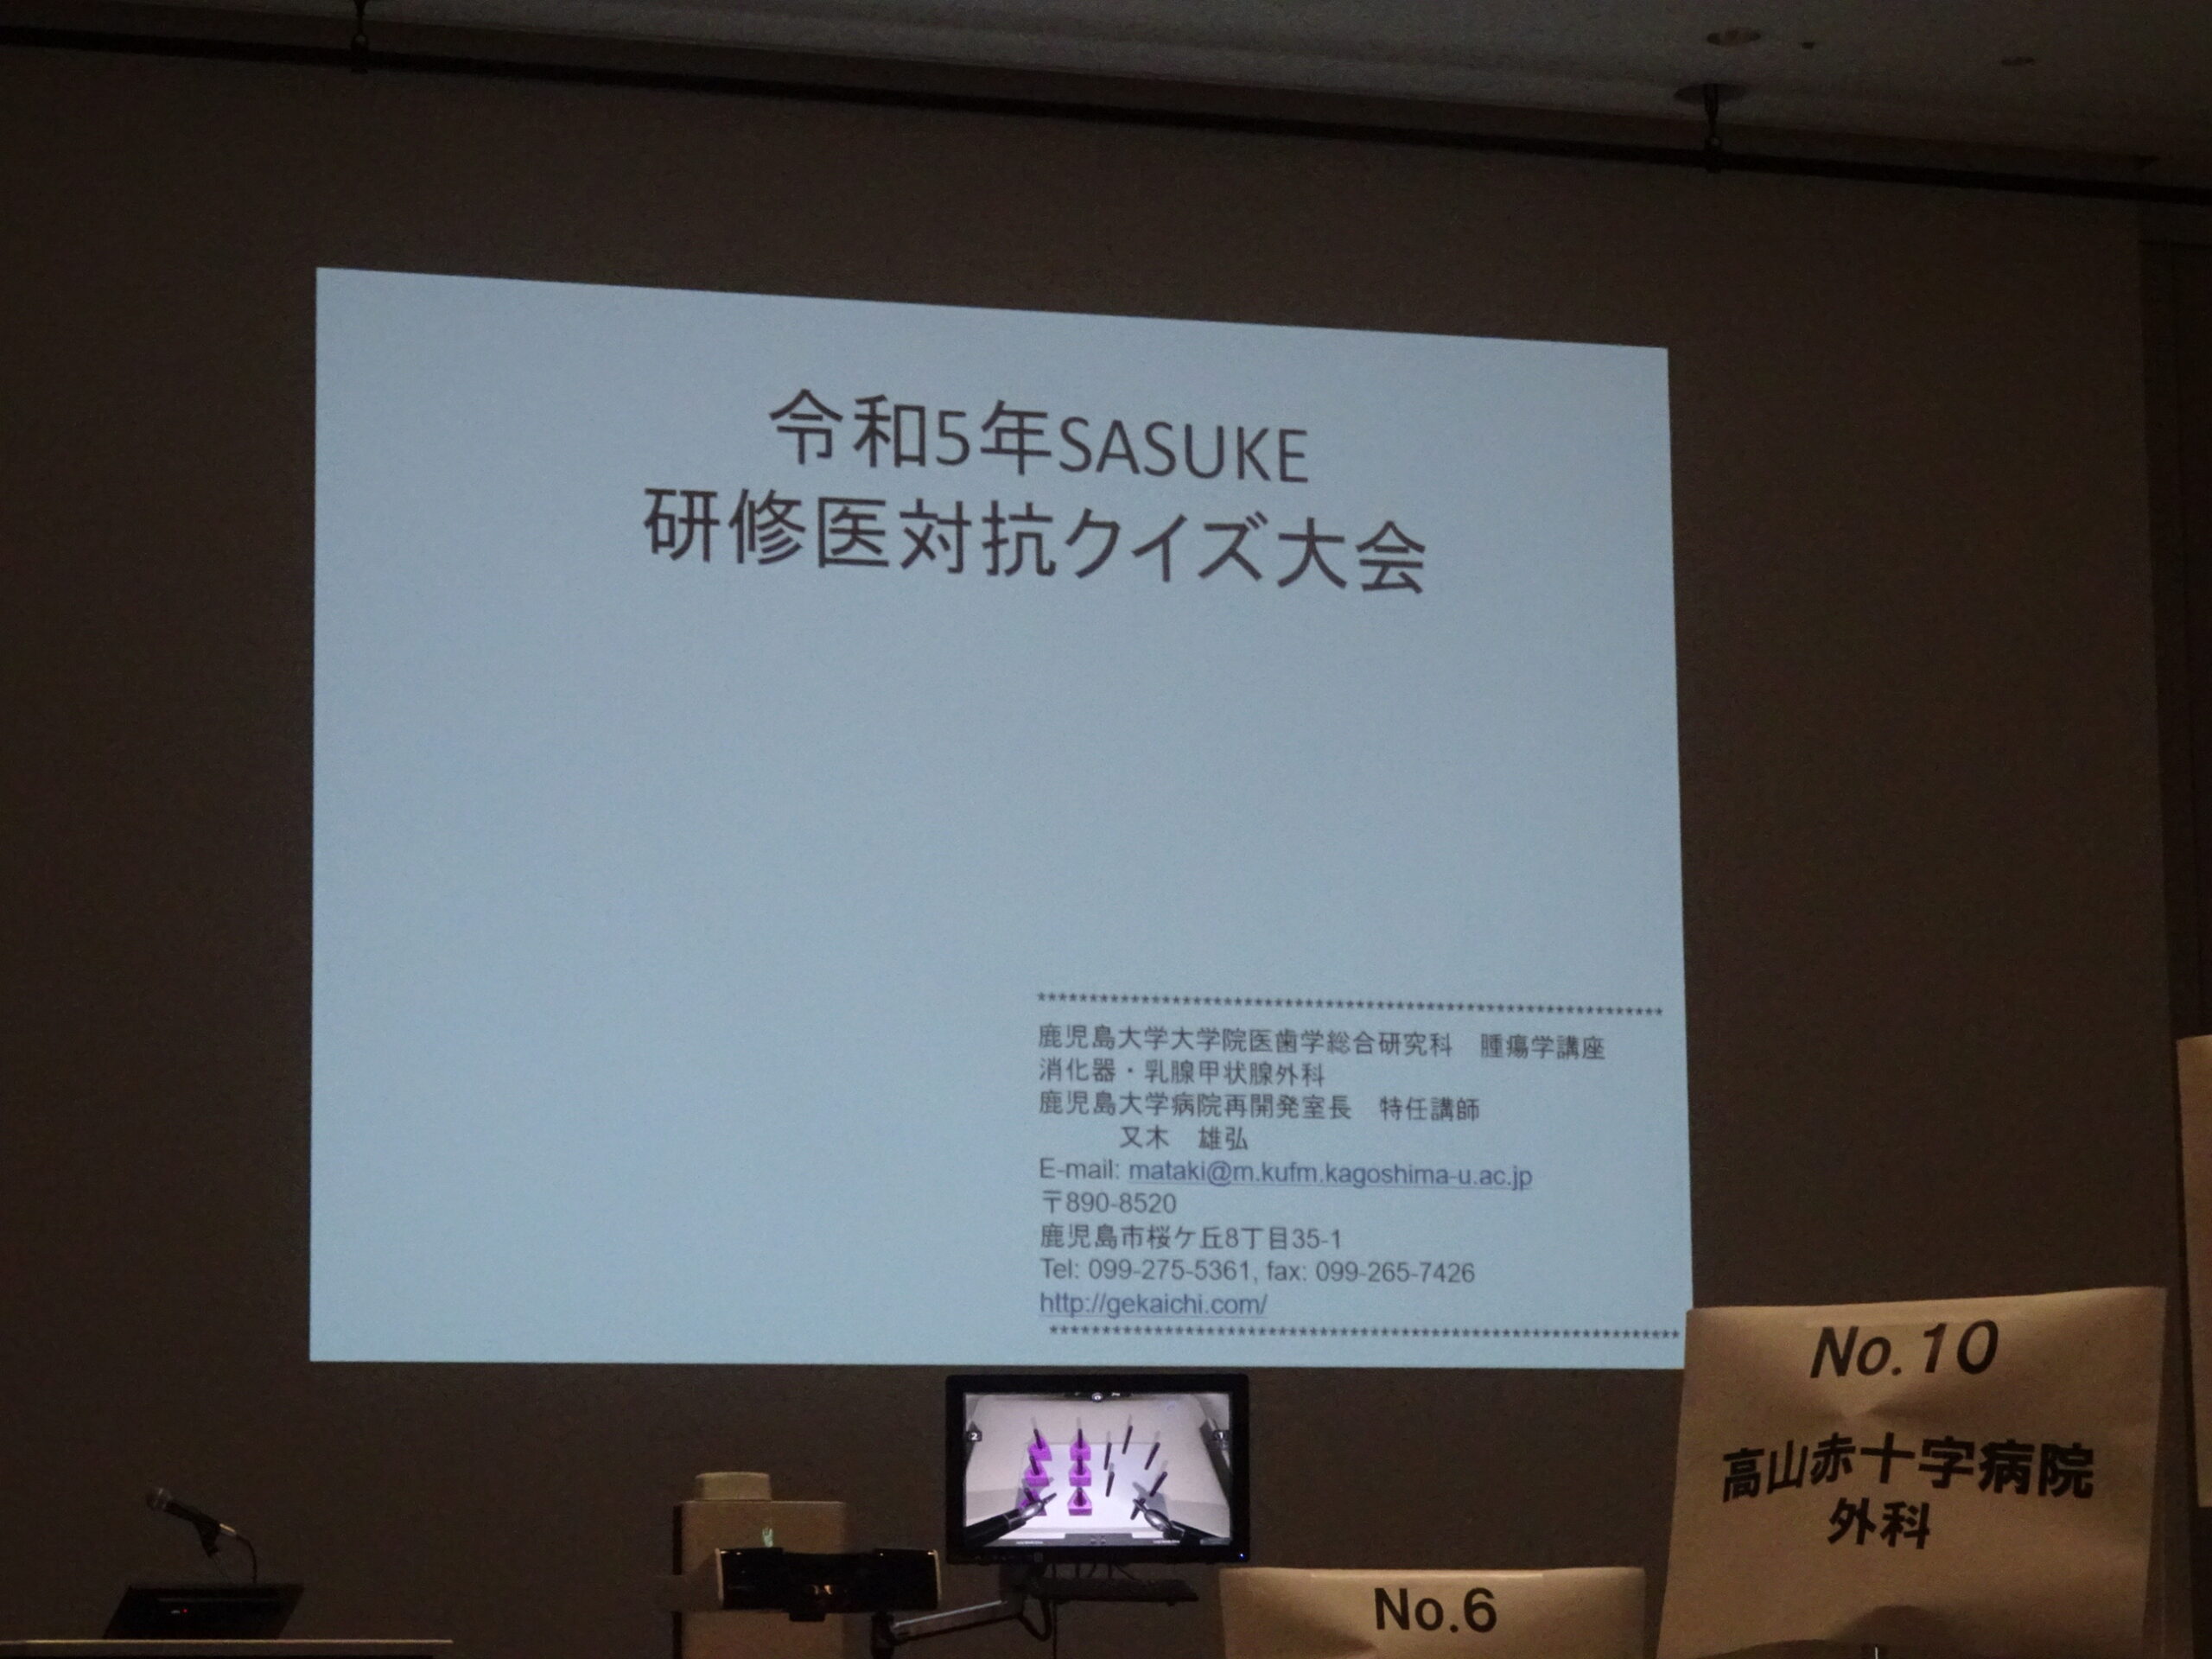 令和5年SASUKE
研修医対抗クイズ大会
************************************************************
鹿児島大学大学院医歯学総合研究科　腫瘍学講座
消化器・乳腺甲状腺外科
鹿児島大学病院再開発室長　特任講師
又木　雄弘
E-mail: mataki@m.kufm.kagoshima-u.ac.jp
〒890-8520
鹿児島市桜ケ丘8丁目35-1
Tel: 099-275-5361, fax: 099-265-7426
http://gekaichi.com/
************************************************************
No.10
高山赤十字病院
外科
No.6